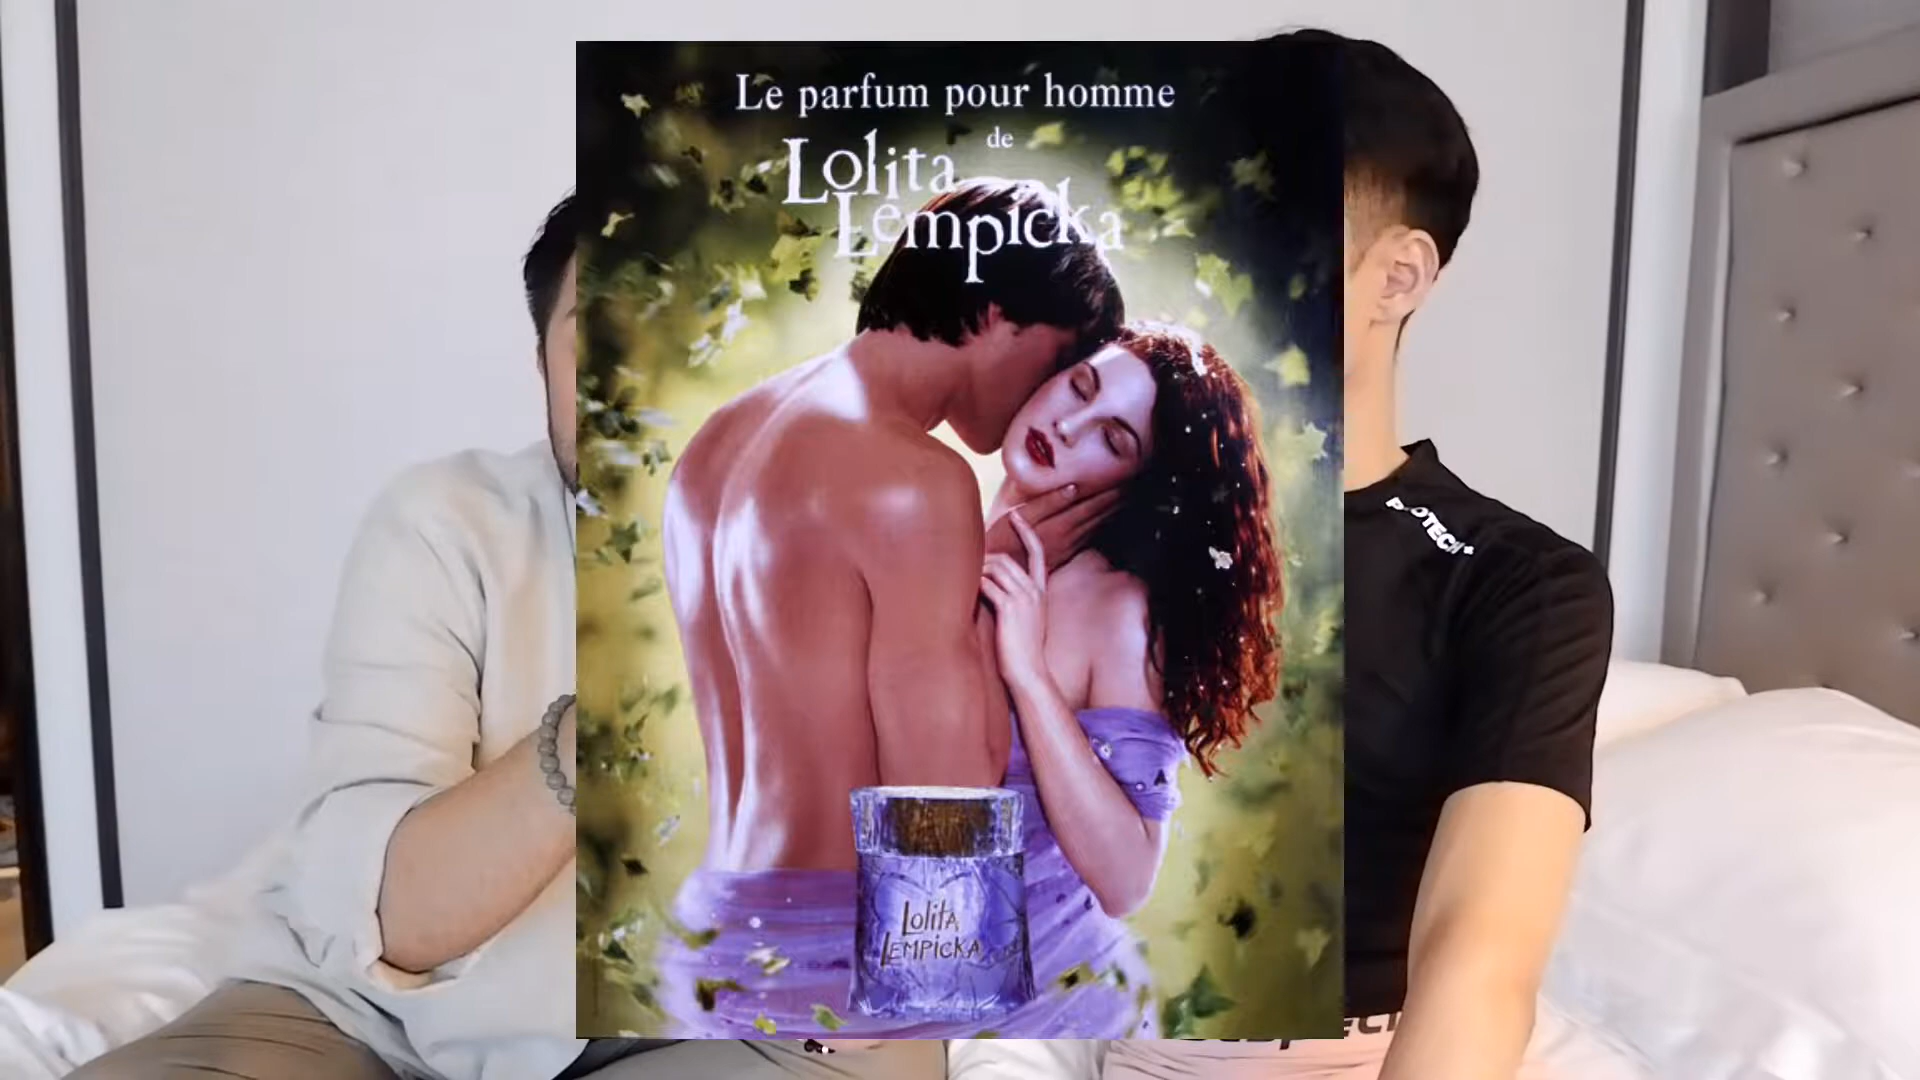 Le parfum pour homme
de
Lolita
Lempicka
Lolita
LEMPICKA